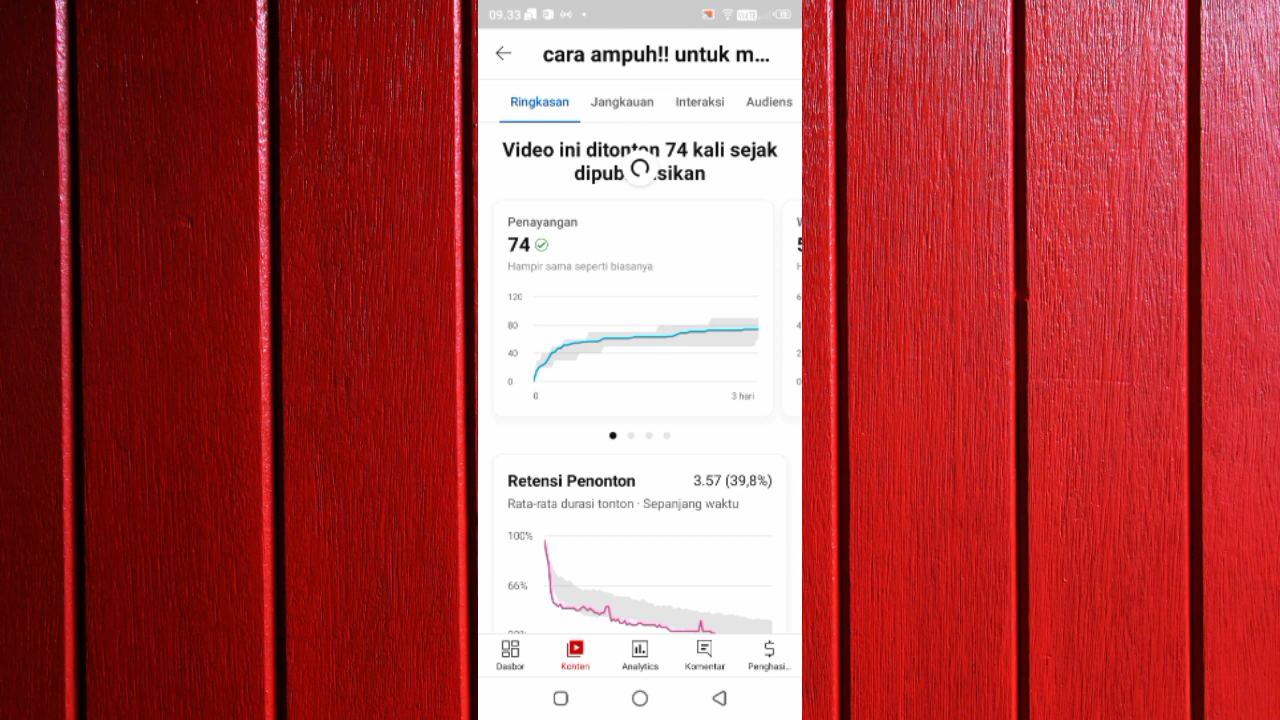 09.33
cara ampuh!! untuk m...
Ringkasan Jangkauan Interaksi Audiens
Video ini ditonton 74 kali sejak
Penayangan
74
Hampir sama seperti biasanya
120
80
40
0
0 3 hari
Retensi Penonton 3.57 (39,8%)
Rata-rata durasi tonton · Sepanjang waktu
100%
66%
Dasbor Konten Analytics Komentar Penghasi...